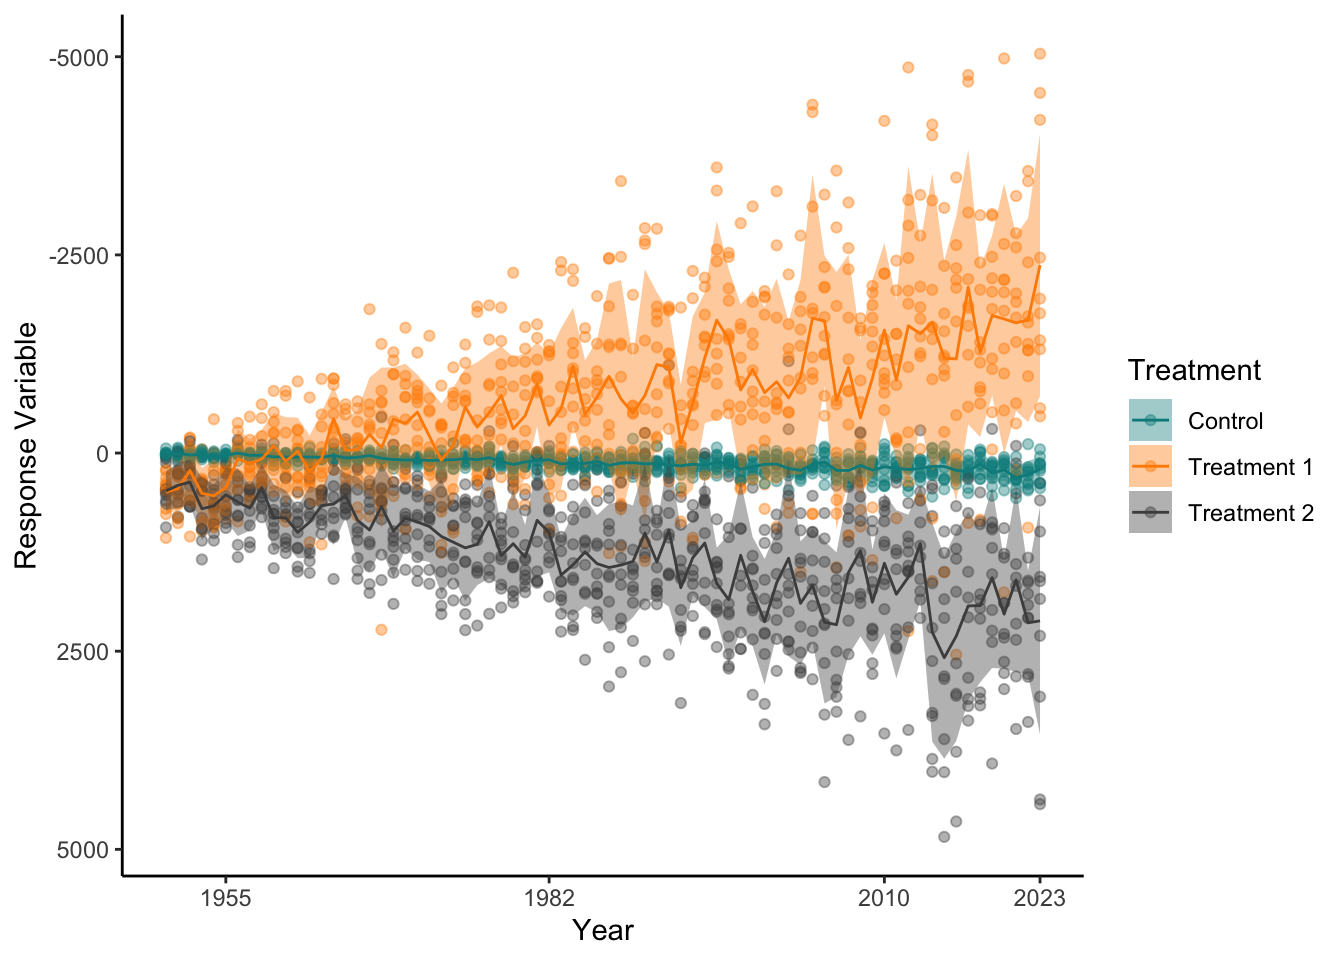 -5000
-2500
0
2500
5000
Response Variable
1955
1982
2010
2023
Year
Treatment
Control
Treatment 1
Treatment 2